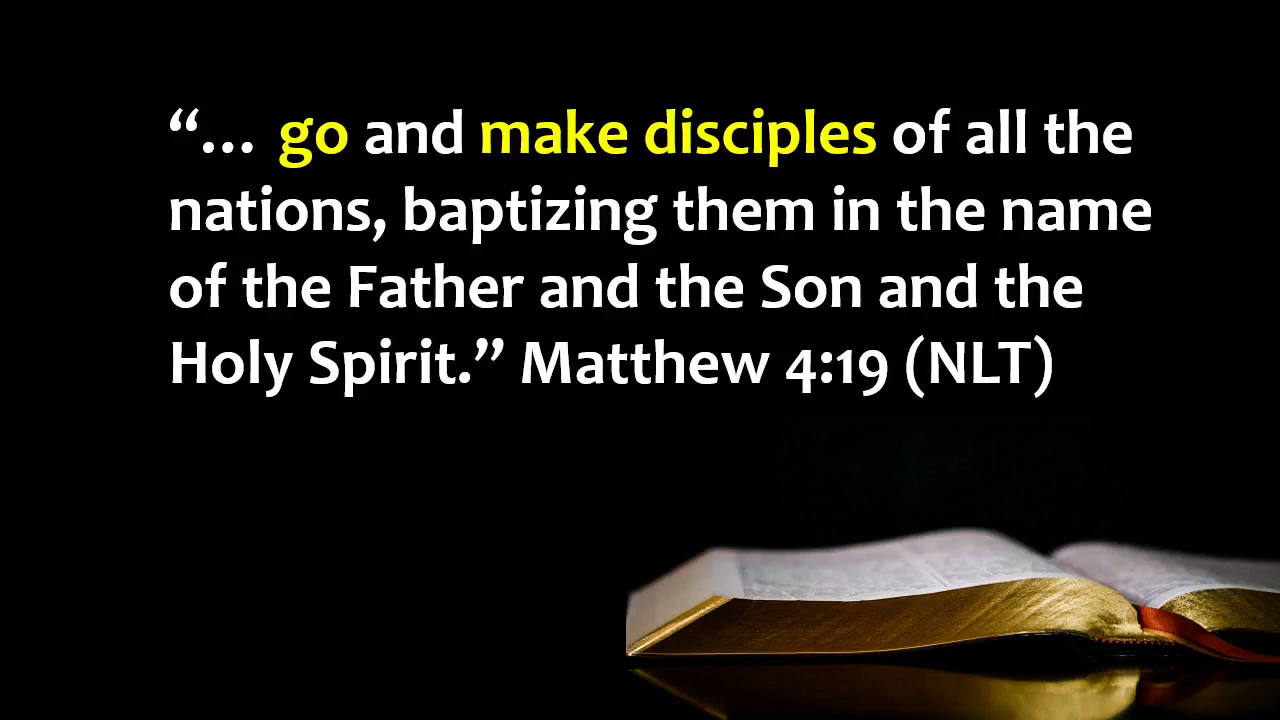 “... go and make disciples of all the
nations, baptizing them in the name
of the Father and the Son and the
Holy Spirit.” Matthew 4:19 (NLT)